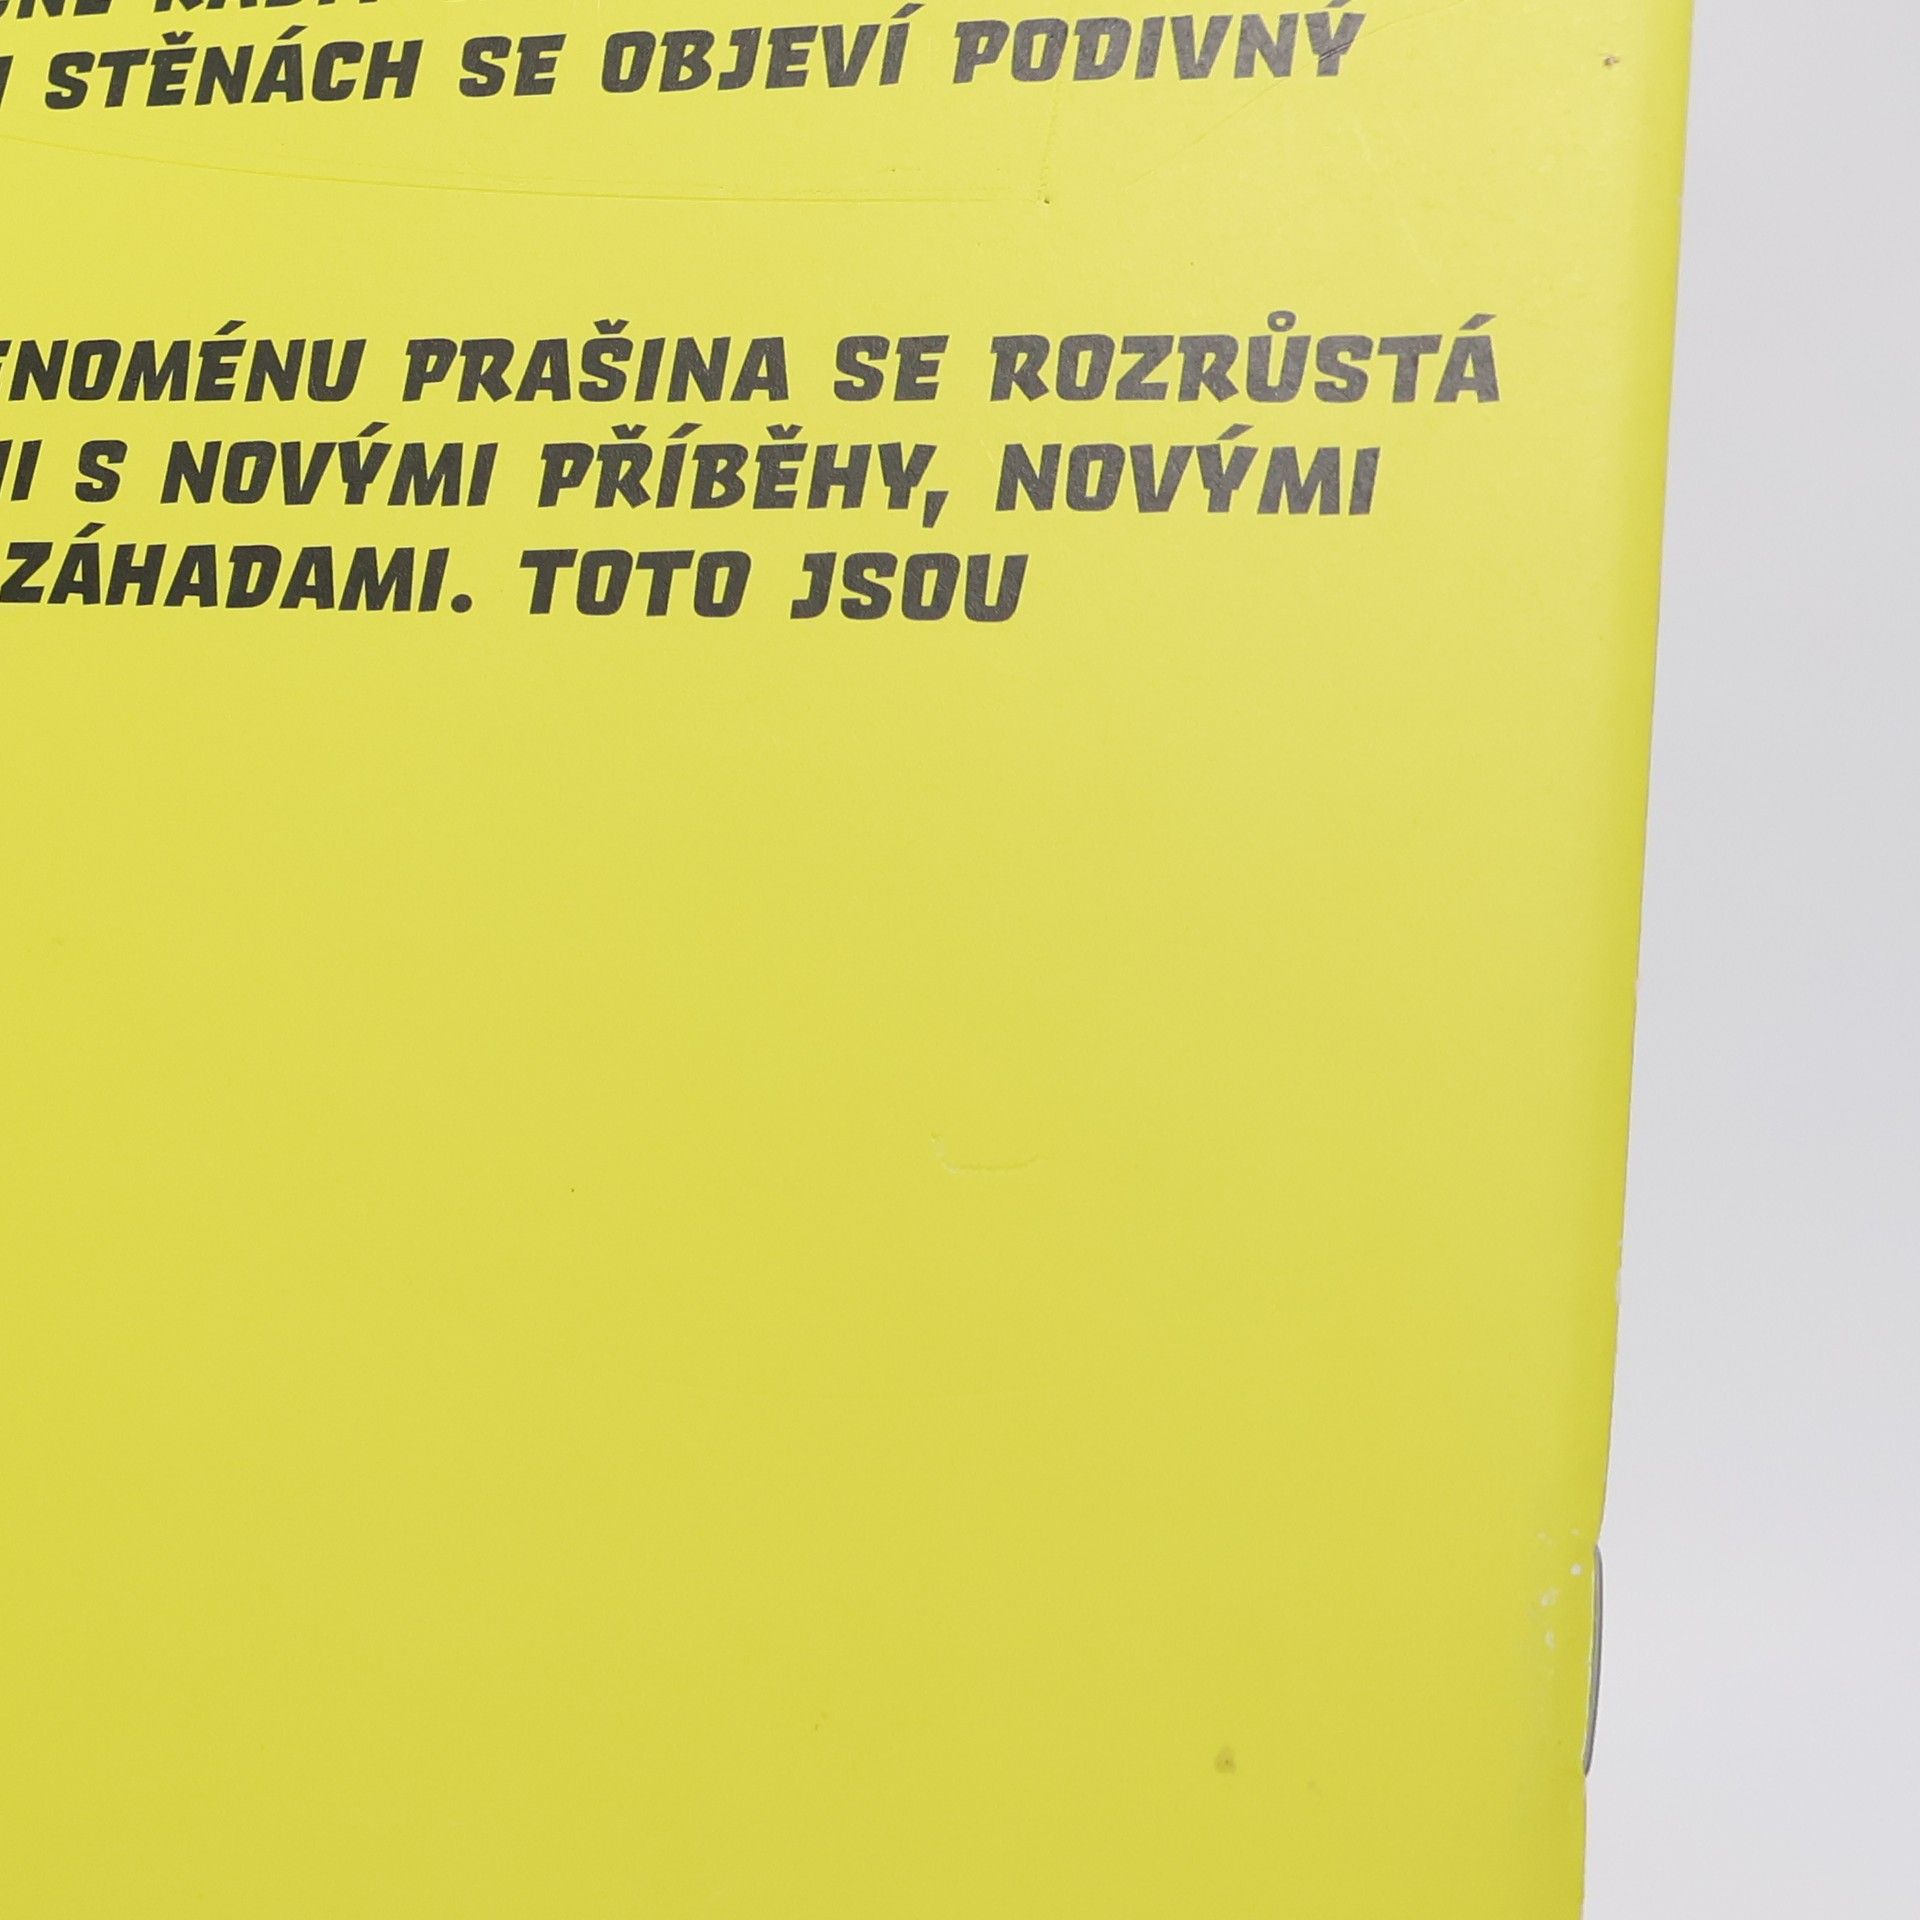 STĚNÁCH SE OBJEVÍ PODIVNÝ
ENOMÉNU PRAŠINA SE ROZRŮSTÁ
S NOVÝMI PŘÍBĚHY, NOVÝMI
ZÁHADAMI. TOTO JSOU